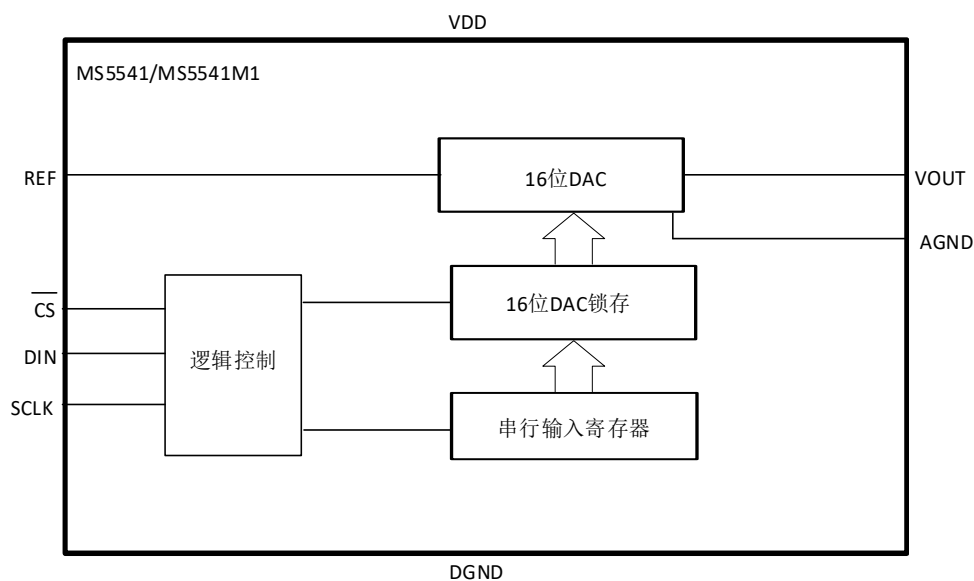 VDD
MS5541/MS5541M1
REF
16位DAC
VOUT
AGND
CS
16位DAC锁存
DIN
逻辑控制
SCLK
串行输入寄存器
DGND